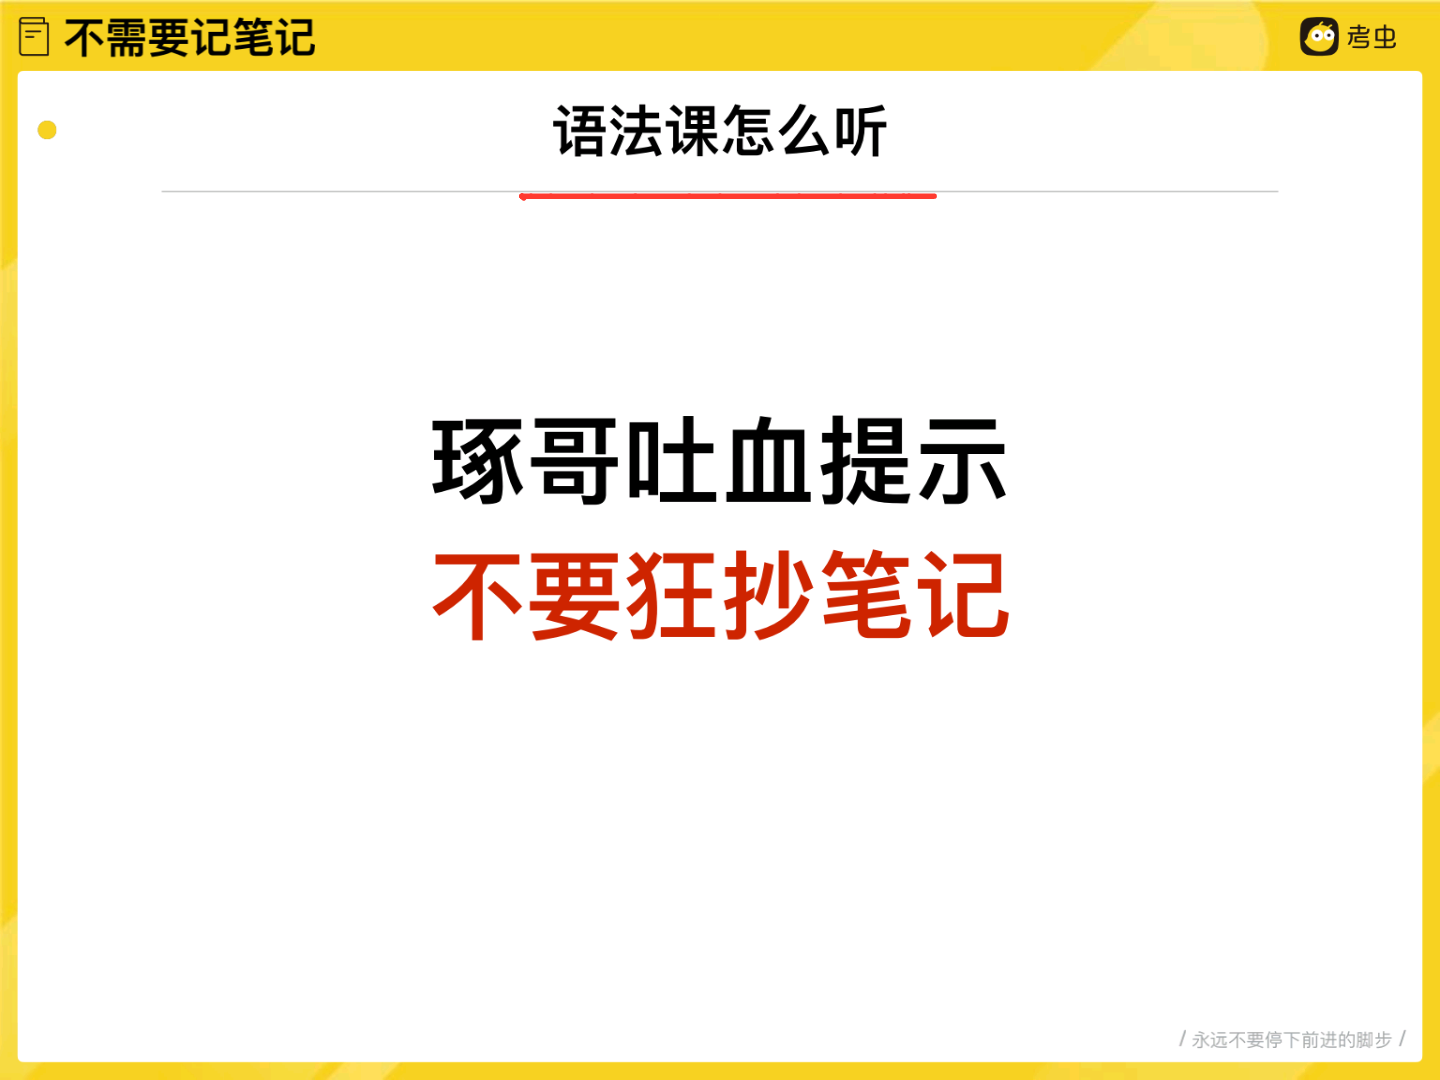 不需要记笔记
考虫
语法课怎么听
琢哥吐血提示
不要狂抄笔记
/ 永远不要停下前进的脚步 /